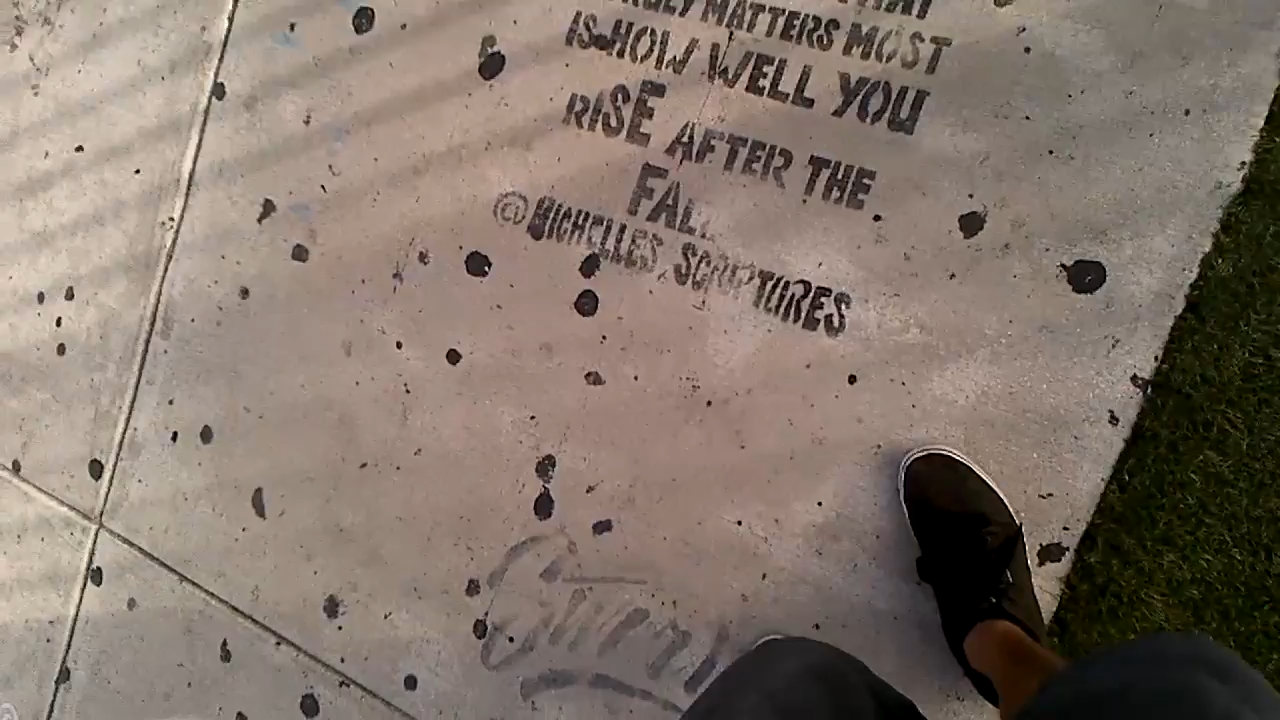 MATTERS MOST
IS HOW WELL YOU
RISE AFTER THE
FALL
© MICHELLES SCRIPTURES